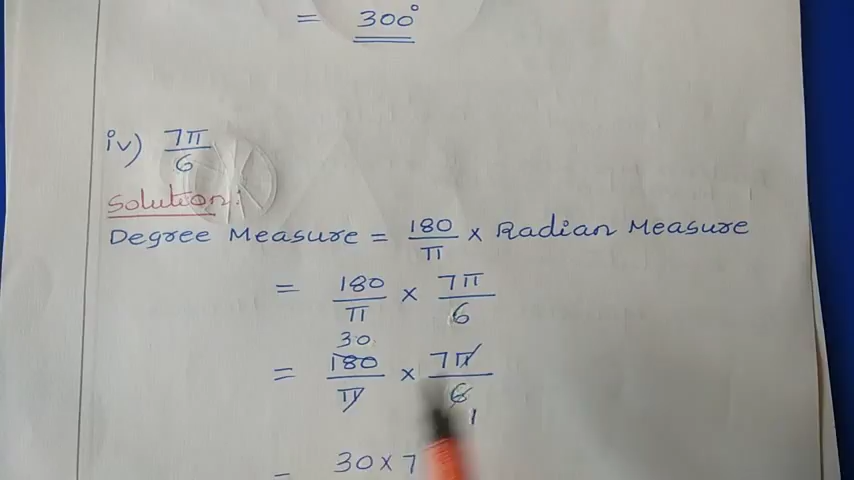 = 300°
iv) 7π/6
Solution:
Degree Measure = 180/π × Radian Measure
= 180/π × 7π/6
30
= 180/π × 7π/6
1
= 30 × 7